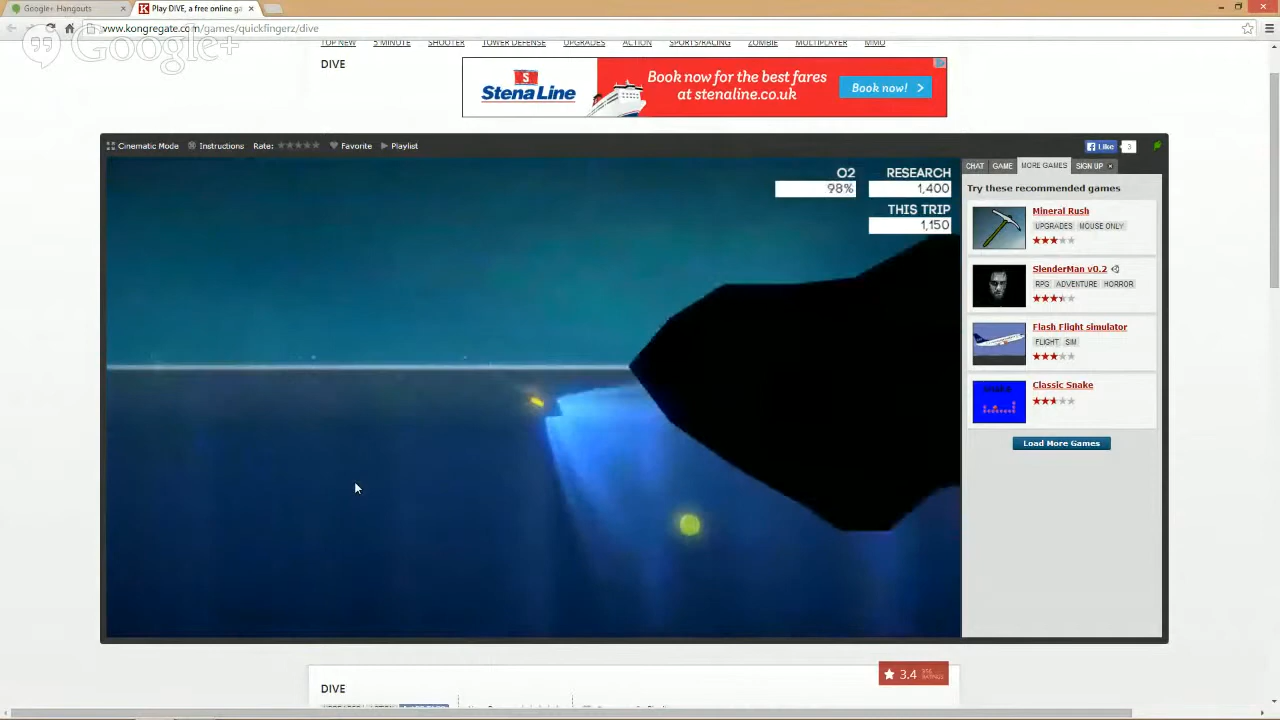 Google+ Hangouts
Play DIVE, a free online ga
www.kongregate.com/games/quickfingerz/dive
Google+
TOP NEW 5 MINUTE SHOOTER TOWER DEFENSE UPGRADES ACTION SPORTS/RACING ZOMBIE MULTIPLAYER MMO
DIVE
StenaLine
Book now for the best fares
at stenaline.co.uk
Book now!
Cinematic Mode Instructions Rate: Favorite Playlist
Like 3
O2 RESEARCH
98% 1,400
THIS TRIP
1,150
CHAT GAME MORE GAMES SIGN UP
Try these recommended games
Mineral Rush
UPGRADES MOUSE ONLY
SlenderMan v0.2
RPG ADVENTURE HORROR
Flash Flight simulator
FLIGHT SIM
Classic Snake
Load More Games
3.4
RATINGS
DIVE